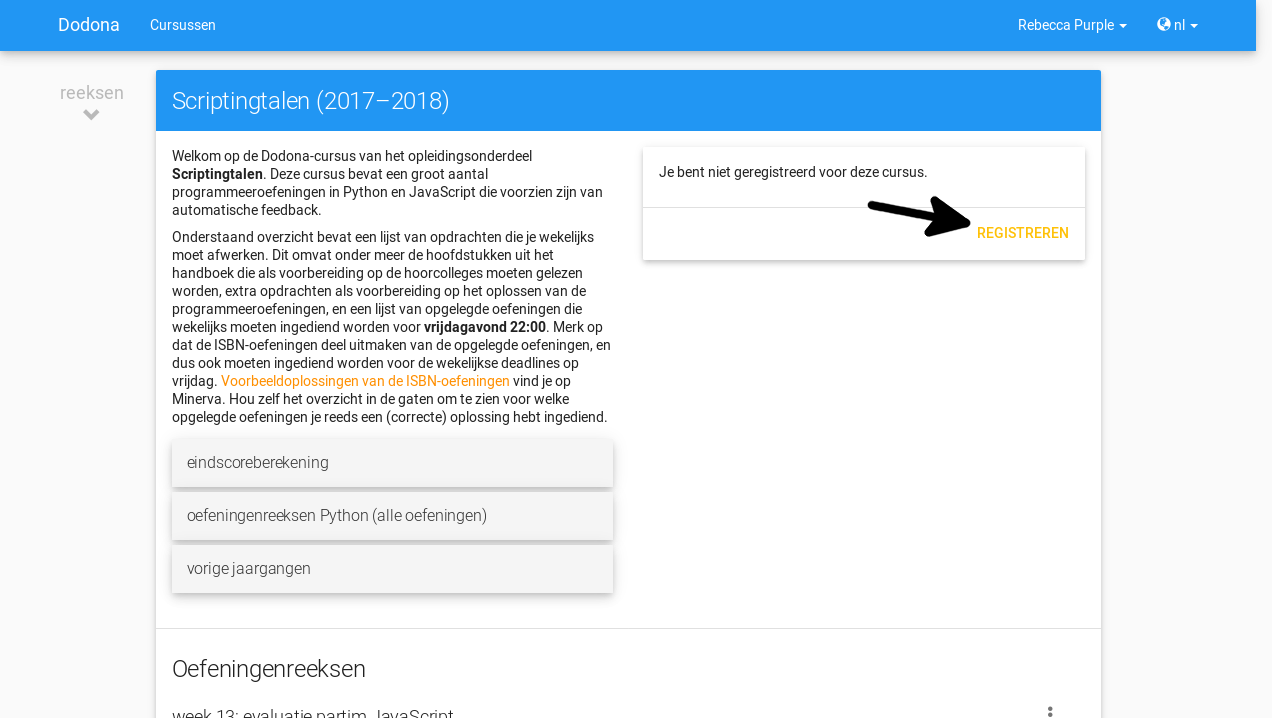 Dodona Cursussen Rebecca Purple nl
reeksen
Scriptingtalen (2017–2018)
Welkom op de Dodona-cursus van het opleidingsonderdeel
Scriptingtalen. Deze cursus bevat een groot aantal
programmeeroefeningen in Python en JavaScript die voorzien zijn van
automatische feedback.
Onderstaand overzicht bevat een lijst van opdrachten die je wekelijks
moet afwerken. Dit omvat onder meer de hoofdstukken uit het
handboek die als voorbereiding op de hoorcolleges moeten gelezen
worden, extra opdrachten als voorbereiding op het oplossen van de
programmeeroefeningen, en een lijst van opgelegde oefeningen die
wekelijks moeten ingediend worden voor vrijdagavond 22:00. Merk op
dat de ISBN-oefeningen deel uitmaken van de opgelegde oefeningen, en
dus ook moeten ingediend worden voor de wekelijkse deadlines op
vrijdag. Voorbeeldoplossingen van de ISBN-oefeningen vind je op
Minerva. Hou zelf het overzicht in de gaten om te zien voor welke
opgelegde oefeningen je reeds een (correcte) oplossing hebt ingediend.
eindscoreberekening
oefeningenreeksen Python (alle oefeningen)
vorige jaargangen
Je bent niet geregistreerd voor deze cursus.
REGISTREREN
Oefeningenreeksen
week 13: evaluatie partim JavaScript